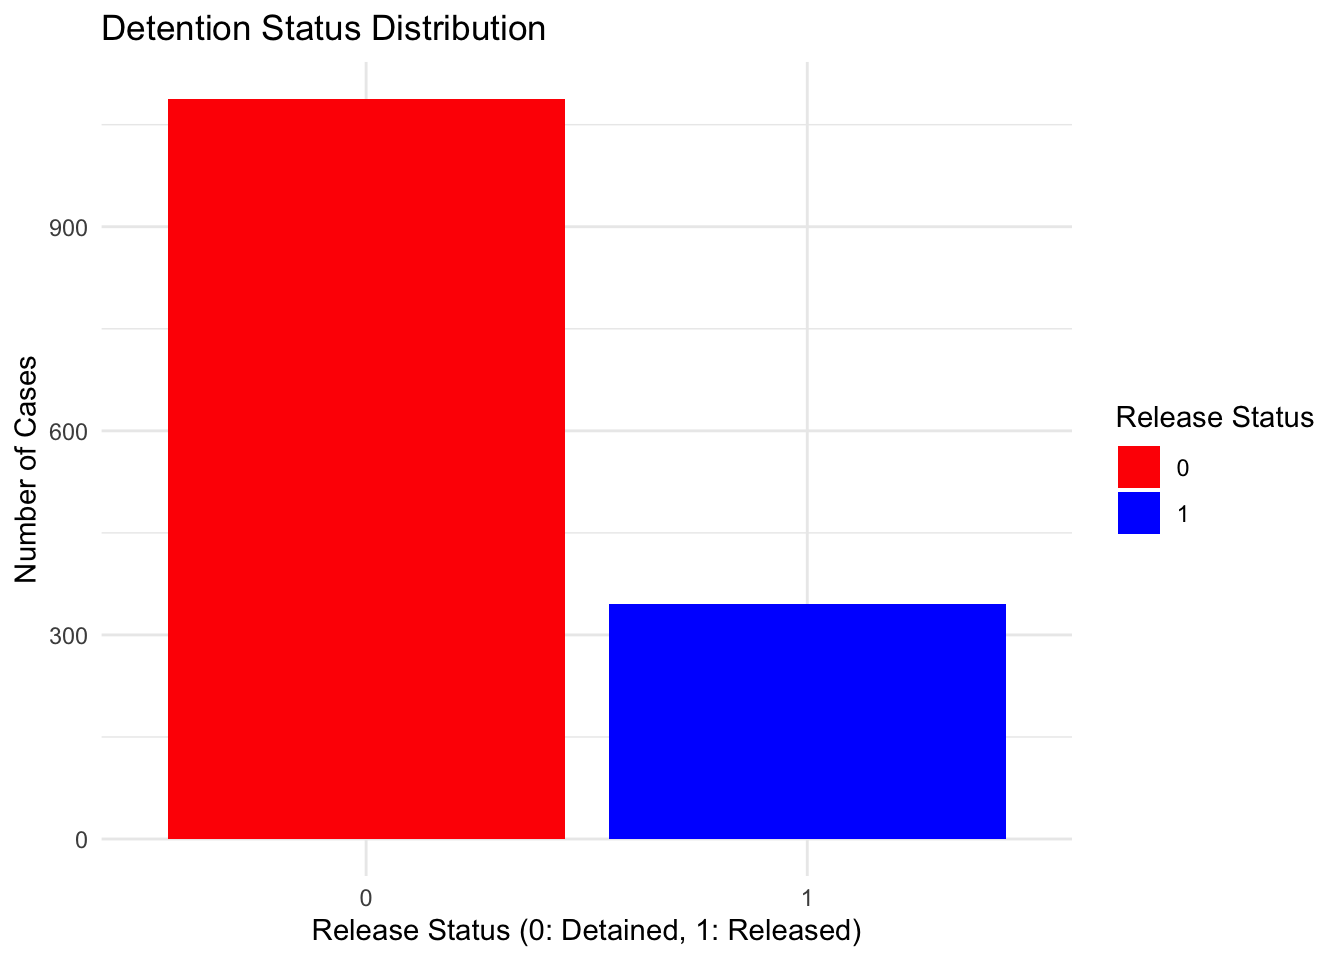 Detention Status Distribution
Number of Cases
900
600
300
0
0
1
Release Status (0: Detained, 1: Released)
Release Status
0
1